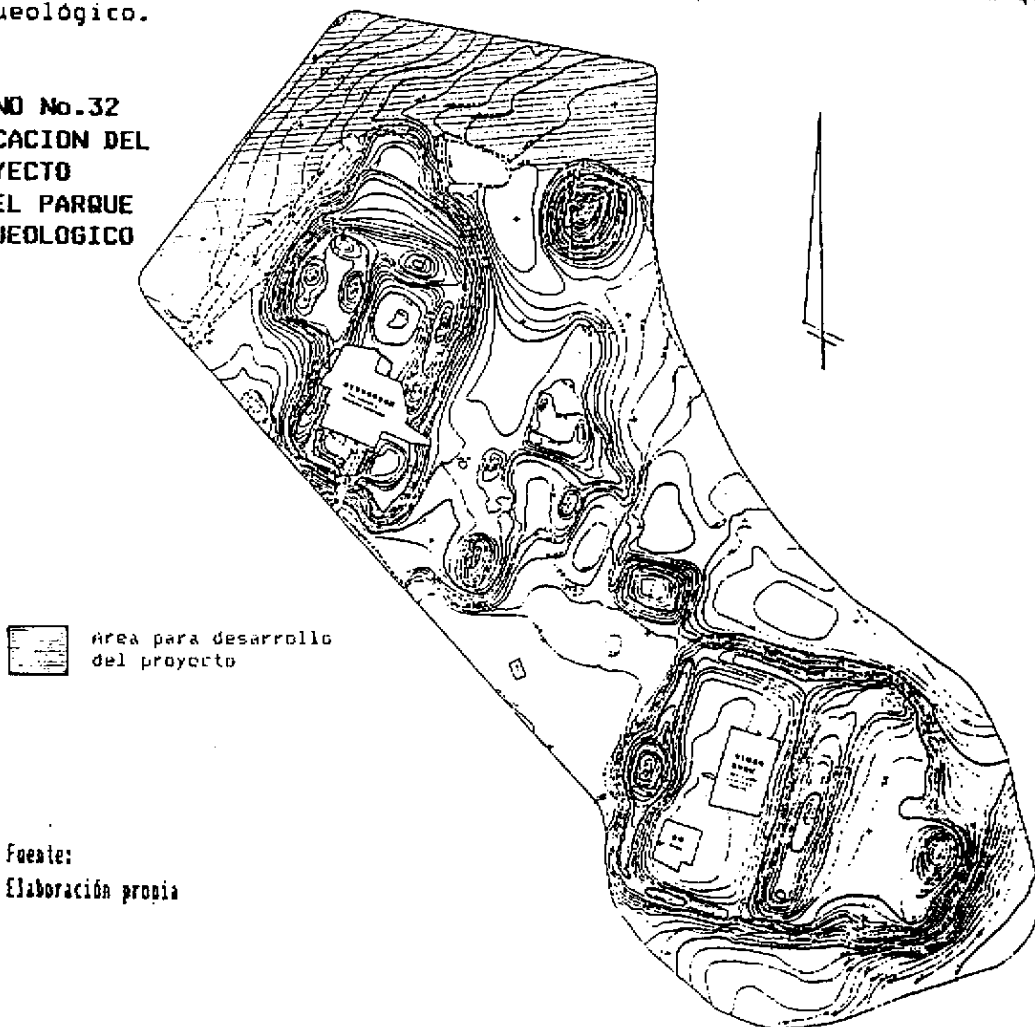 ueológico.
NO No.32
CACION DEL
YECTO
EL PARQUE
UEOLOGICO
Area para desarrollo
del proyecto
Fuente:
Elaboración propia